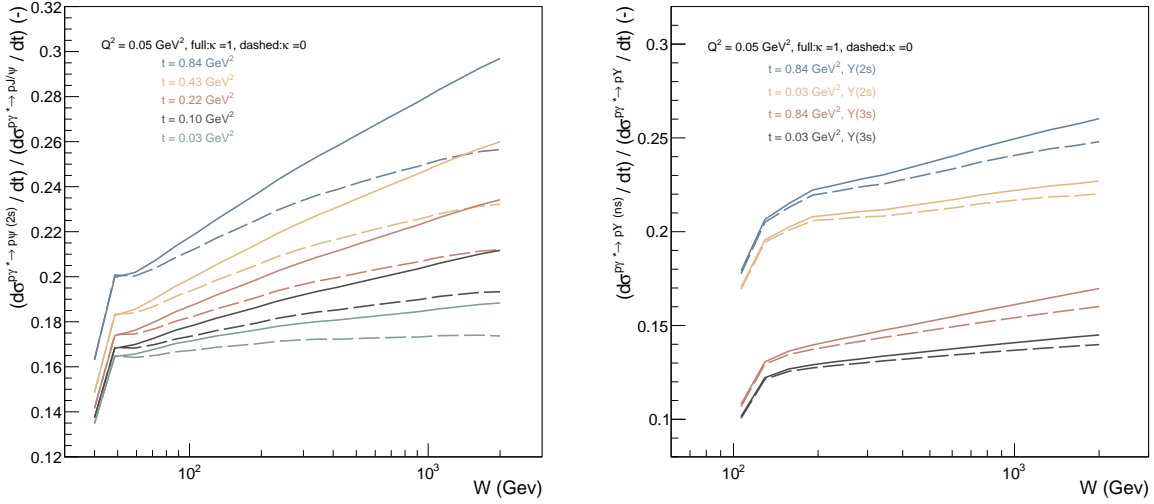 (dσ^{pγ*→ pψ (2s)} / dt) / (dσ^{pγ*→ pJ/ψ} / dt) (-)
0.32
0.3
0.28
0.26
0.24
0.22
0.2
0.18
0.16
0.14
0.12
Q² = 0.05 GeV², full:κ =1, dashed:κ =0
t = 0.84 GeV²
t = 0.43 GeV²
t = 0.22 GeV²
t = 0.10 GeV²
t = 0.03 GeV²
10²
10³
W (Gev)
(dσ^{pγ*→ pY (ns)} / dt) / (dσ^{pγ*→ pY} / dt) (-)
0.3
0.25
0.2
0.15
0.1
Q² = 0.05 GeV², full:κ =1, dashed:κ =0
t = 0.84 GeV², Y(2s)
t = 0.03 GeV², Y(2s)
t = 0.84 GeV², Y(3s)
t = 0.03 GeV², Y(3s)
10²
10³
W (Gev)